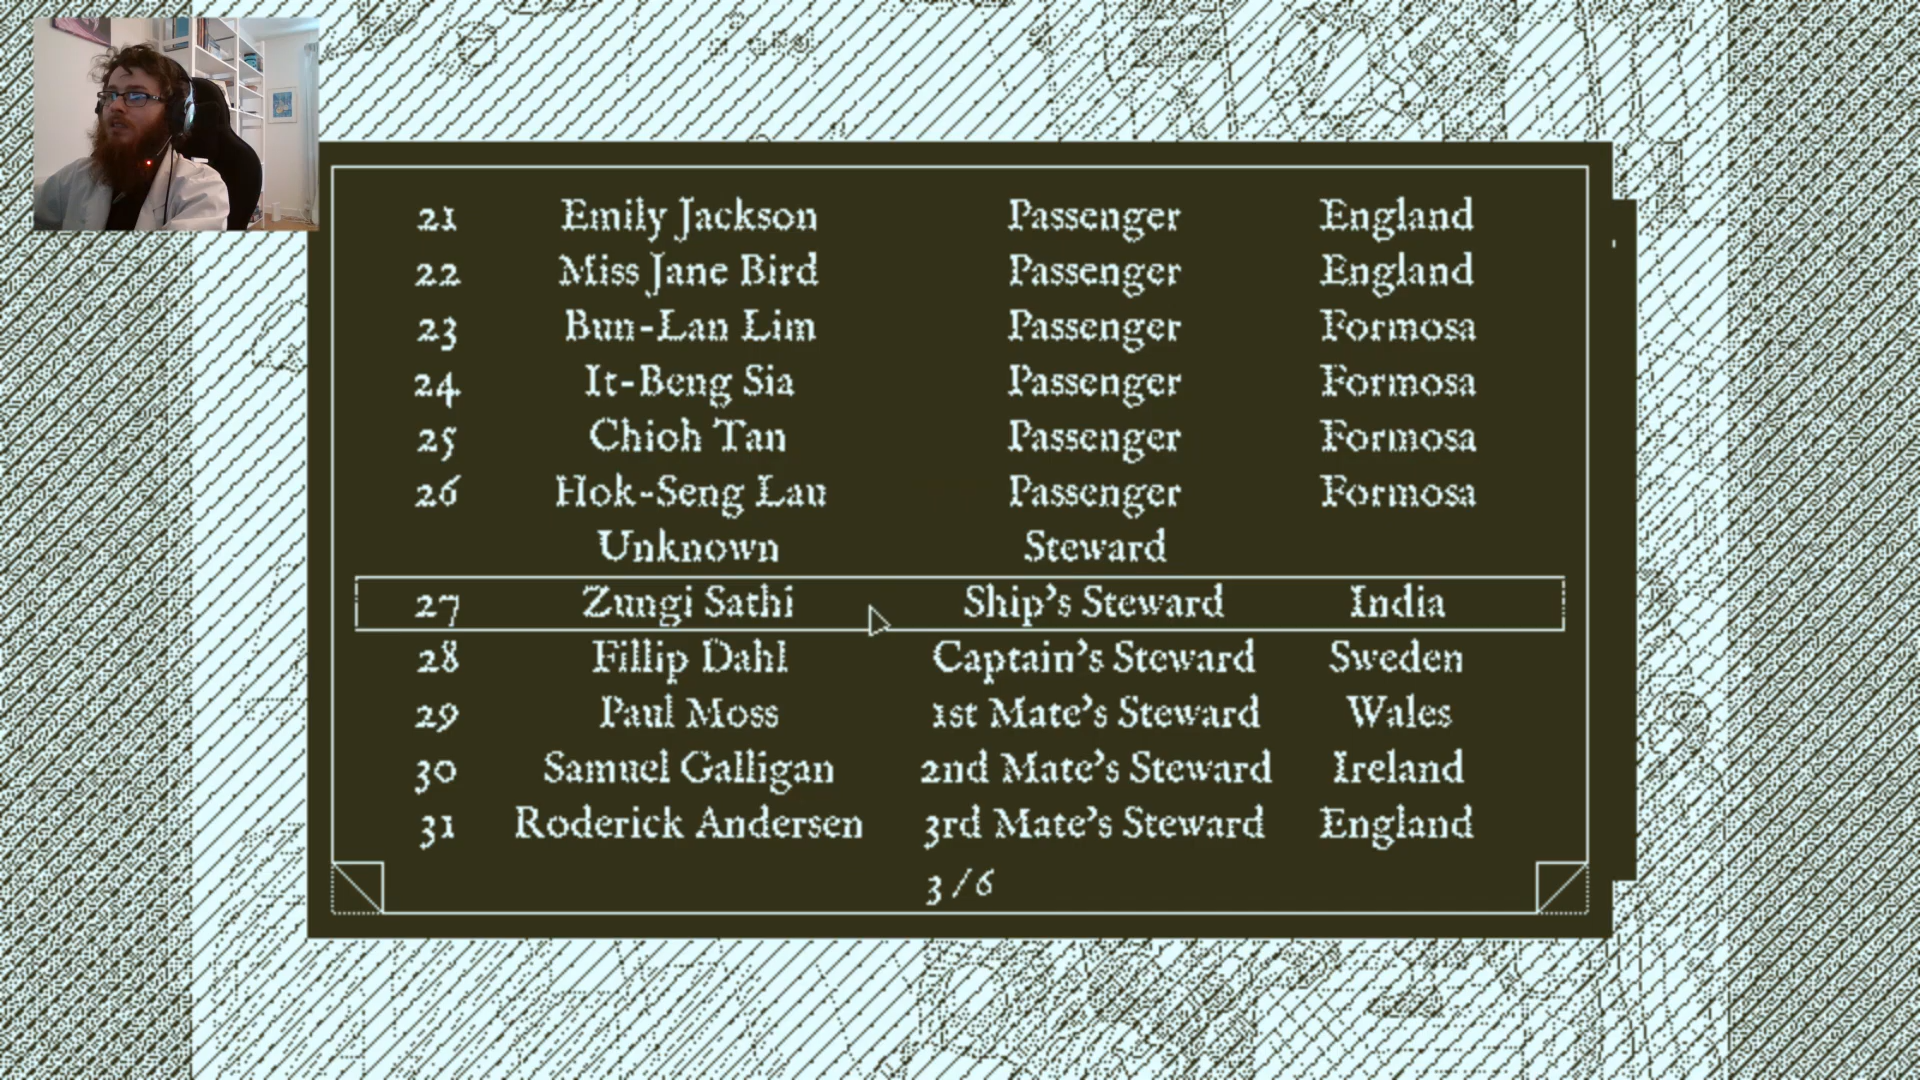 21 Emily Jackson Passenger England
22 Miss Jane Bird Passenger England
23 Bun-Lan Lim Passenger Formosa
24 It-Beng Sia Passenger Formosa
25 Chioh Tan Passenger Formosa
26 Hok-Seng Lau Passenger Formosa
Unknown Steward
27 Zungi Sathi Ship's Steward India
28 Fillip Dahl Captain's Steward Sweden
29 Paul Moss 1st Mate's Steward Wales
30 Samuel Galligan 2nd Mate's Steward Ireland
31 Roderick Andersen 3rd Mate's Steward England
3/6